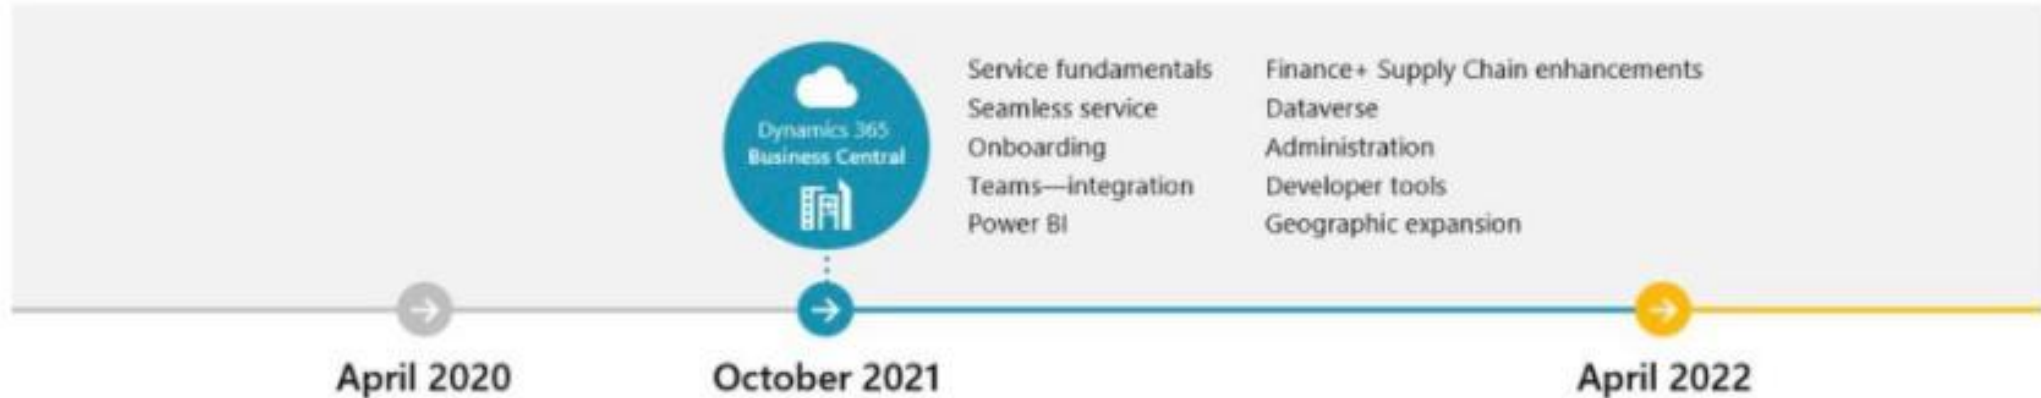 Dynamics 365
Business Central
Service fundamentals
Seamless service
Onboarding
Teams—integration
Power BI
Finance+ Supply Chain enhancements
Dataverse
Administration
Developer tools
Geographic expansion
April 2020
October 2021
April 2022